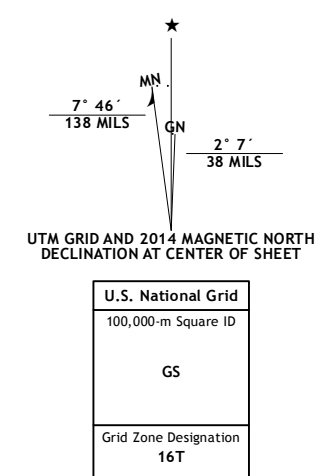 MN
GN
7° 46´
138 MILS
2° 7´
38 MILS
UTM GRID AND 2014 MAGNETIC NORTH
DECLINATION AT CENTER OF SHEET
U.S. National Grid
100,000-m Square ID
GS
Grid Zone Designation
16T